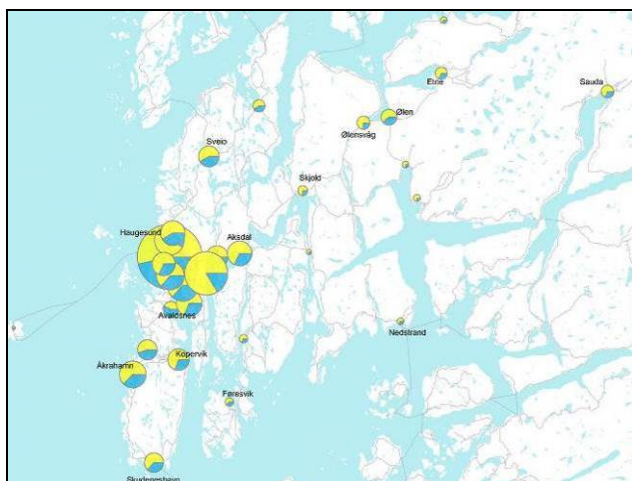 Etne
Sauda
Ølen
Ølensvåg
Sveio
Skjold
Haugesund
Aksdal
Avaldsnes
Nedstrand
Kopervik
Åkrahamn
Føresvik
Skudeneshavn